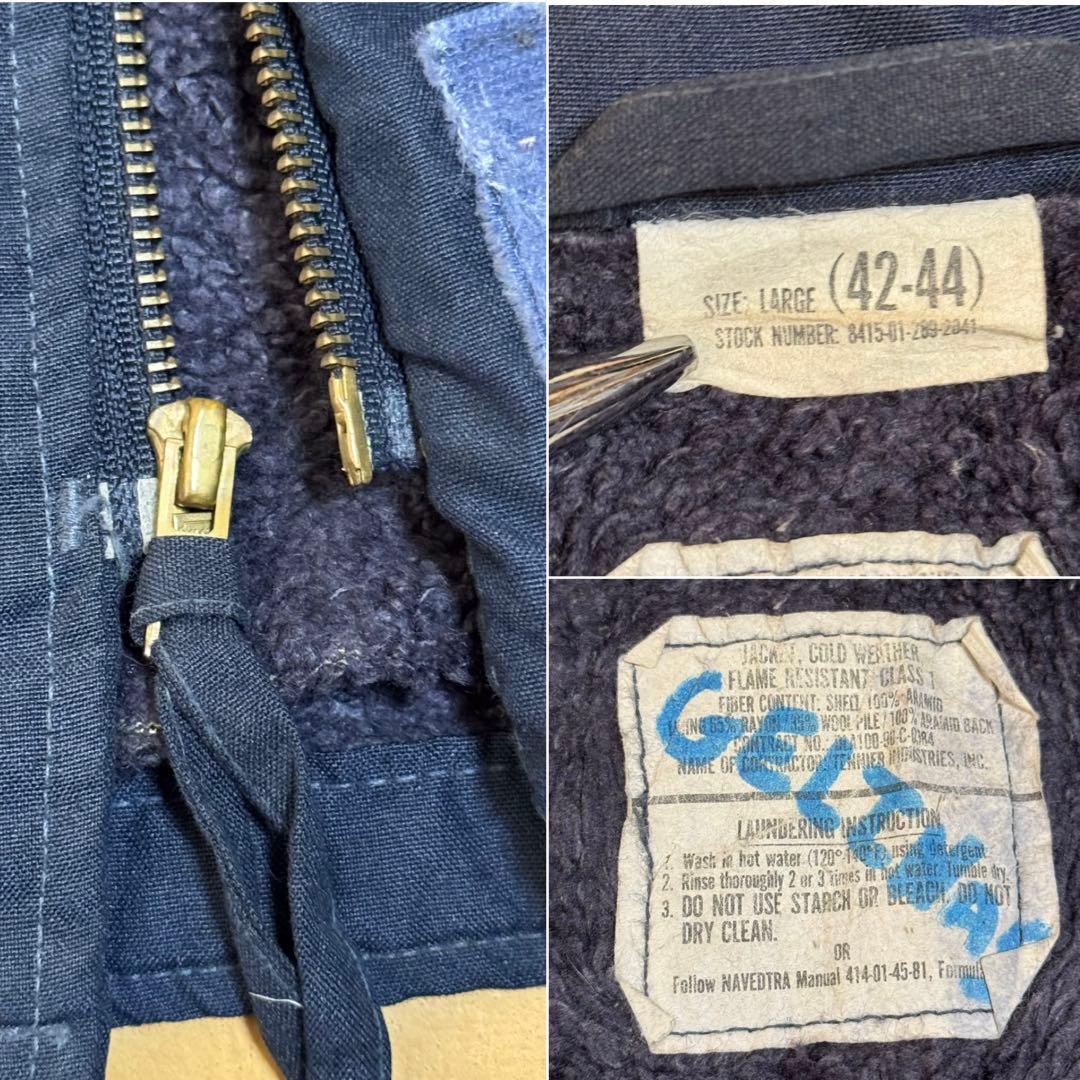 SIZE: LARGE (42-44)
STOCK NUMBER: 8415-01-289-2041
JACKET, COLD WEATHER
FLAME RESISTANT CLASS 1
FIBER CONTENT: SHELL 100% ARAMID
65% RAYON 35% WOOL PILE / 100% ARAMID BACK
CONTRACT NO.
NAME OF CONTRACTOR: TENNIER INDUSTRIES, INC.
LAUNDERING INSTRUCTION
1. Wash in hot water (120°-140°F) using detergent
2. Rinse thoroughly 2 or 3 times in hot water. Tumble dry.
3. DO NOT USE STARCH OR BLEACH. DO NOT
DRY CLEAN.
OR
Follow NAVEDTRA Manual 414-01-45-81,